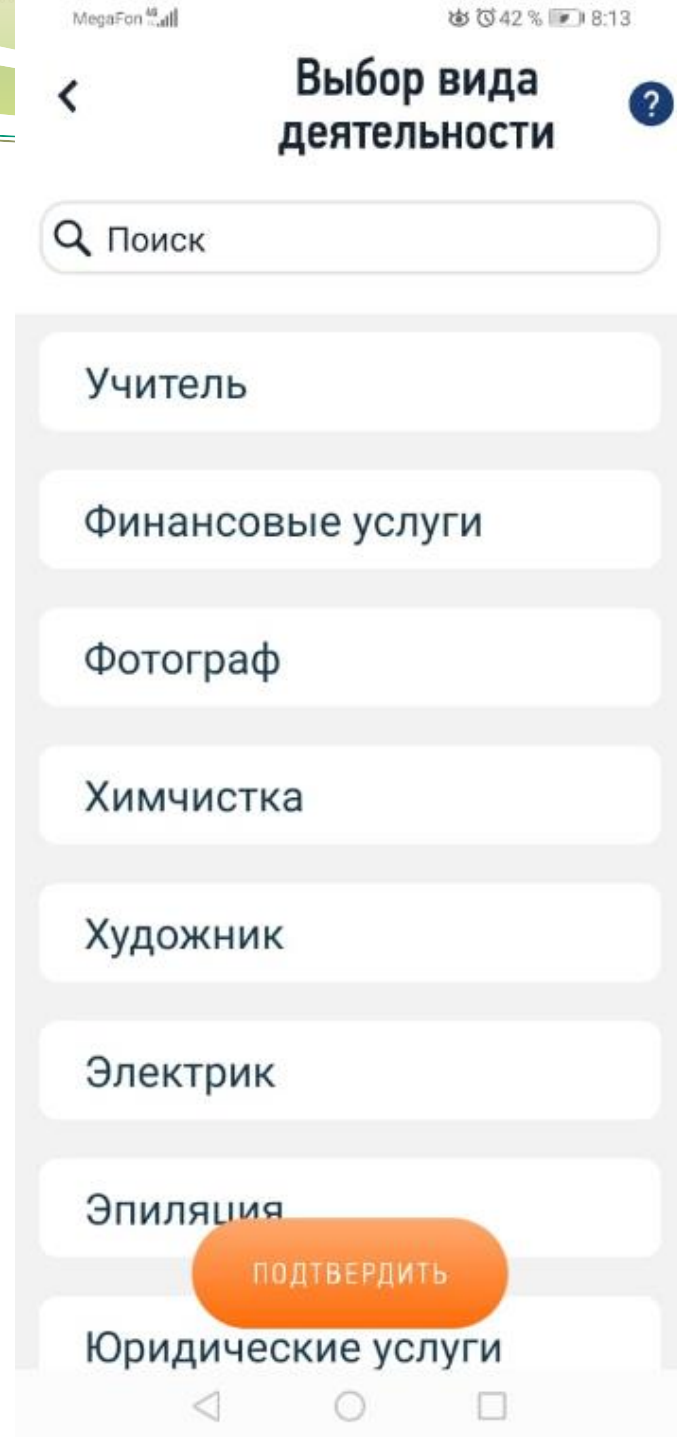 MegaFon 42 % 8:13
Выбор вида
деятельности
?
Поиск
Учитель
Финансовые услуги
Фотограф
Химчистка
Художник
Электрик
Эпиляция
ПОДТВЕРДИТЬ
Юридические услуги